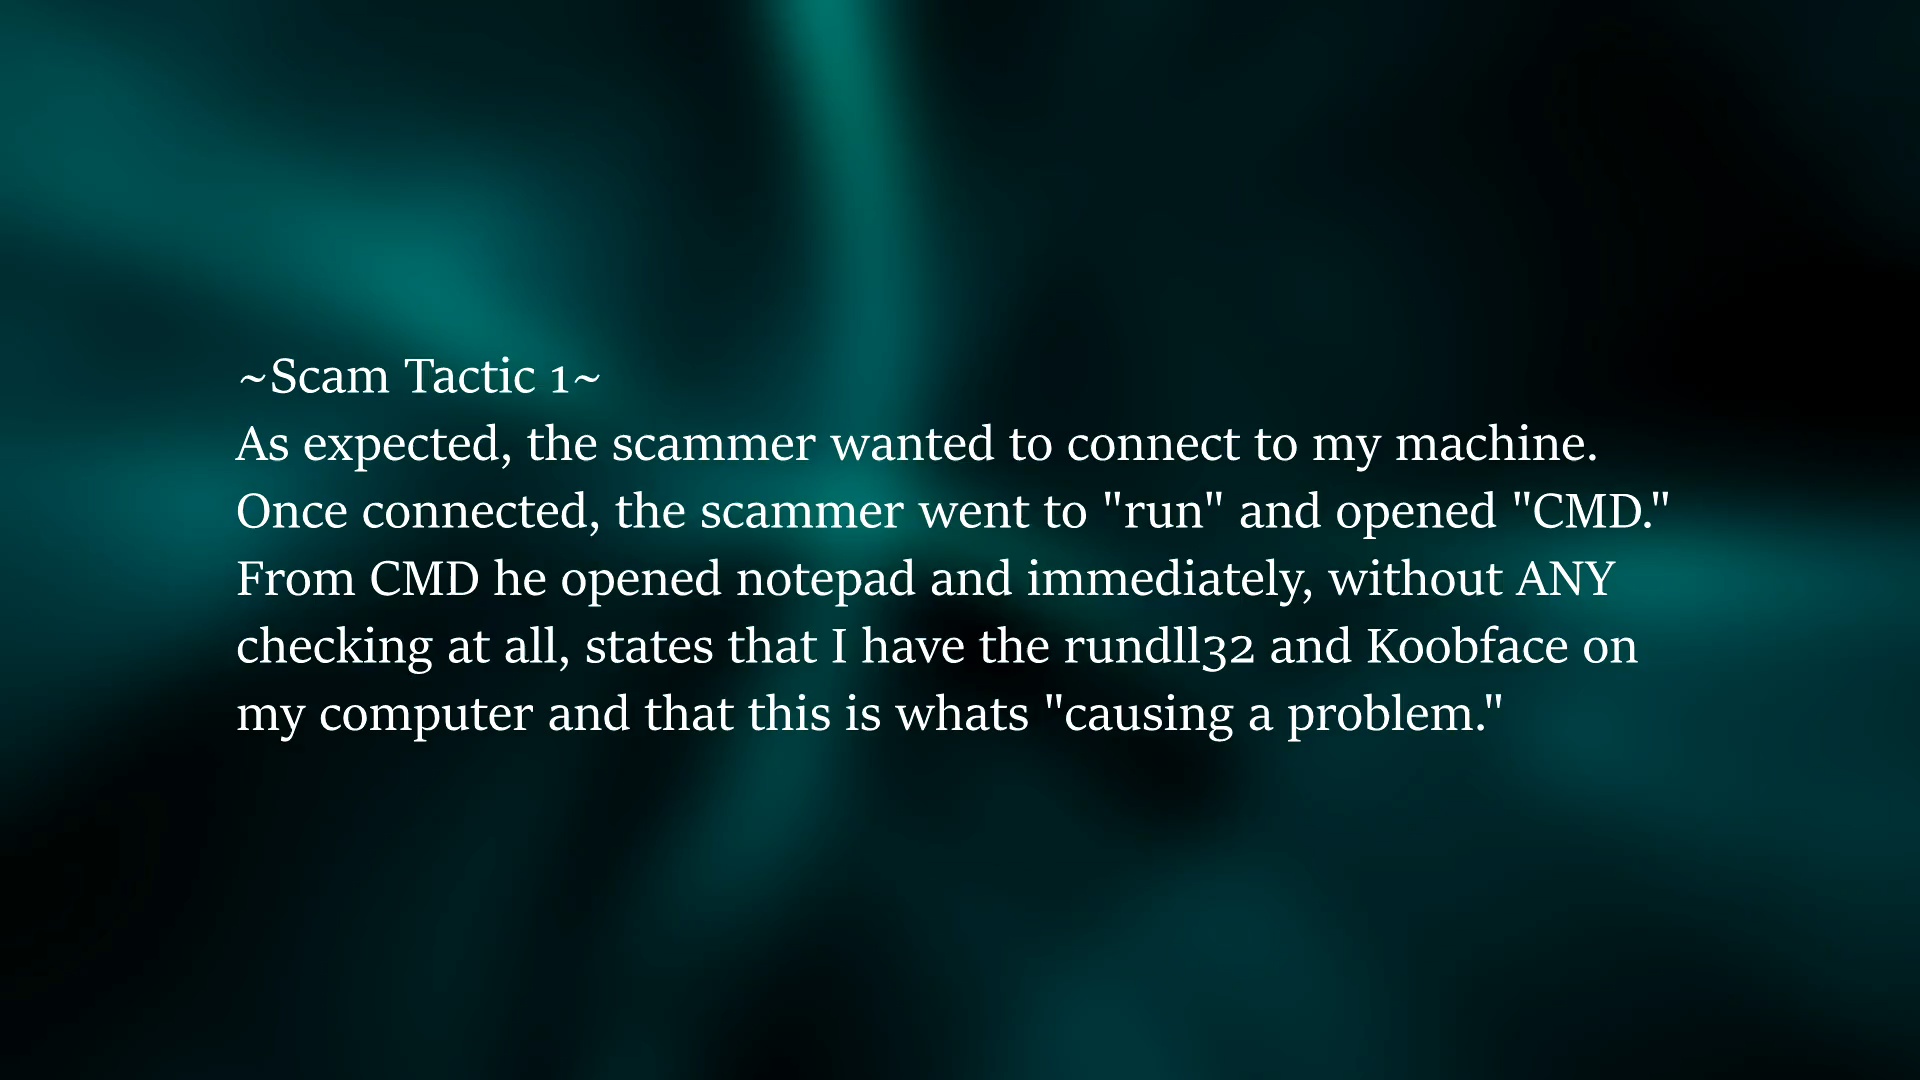 ~Scam Tactic 1~
As expected, the scammer wanted to connect to my machine.
Once connected, the scammer went to "run" and opened "CMD."
From CMD he opened notepad and immediately, without ANY
checking at all, states that I have the rundll32 and Koobface on
my computer and that this is whats "causing a problem."